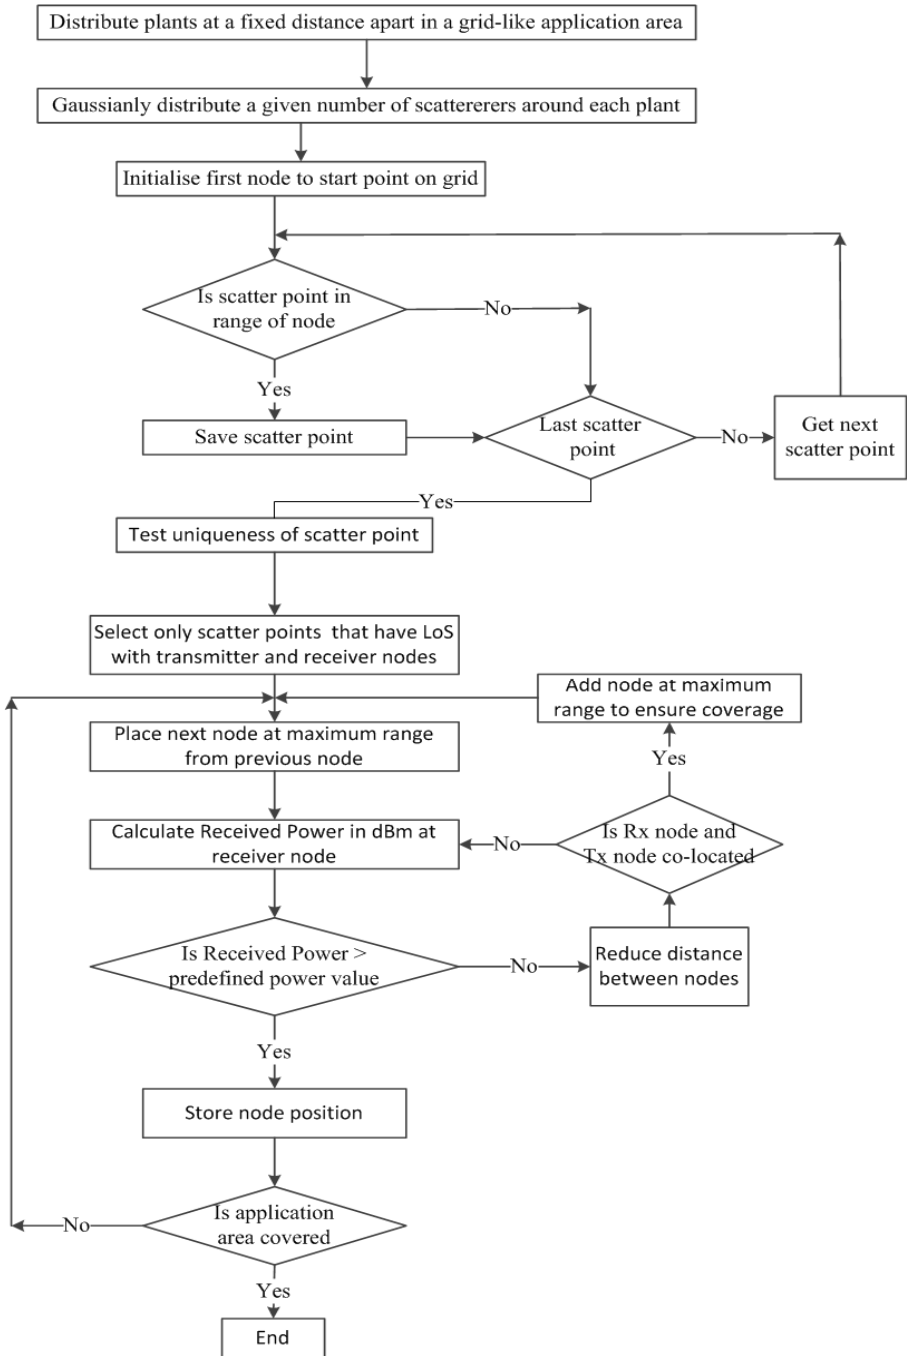 Distribute plants at a fixed distance apart in a grid-like application area
Gaussianly distribute a given number of scattererers around each plant
Initialise first node to start point on grid
Is scatter point in
range of node
No
Yes
Save scatter point
Last scatter
point
No
Get next
scatter point
Yes
Test uniqueness of scatter point
Select only scatter points that have LoS
with transmitter and receiver nodes
Add node at maximum
range to ensure coverage
Place next node at maximum range
from previous node
Yes
Calculate Received Power in dBm at
receiver node
No
Is Rx node and
Tx node co-located
Is Received Power >
predefined power value
No
Reduce distance
between nodes
Yes
Store node position
Is application
area covered
No
Yes
End